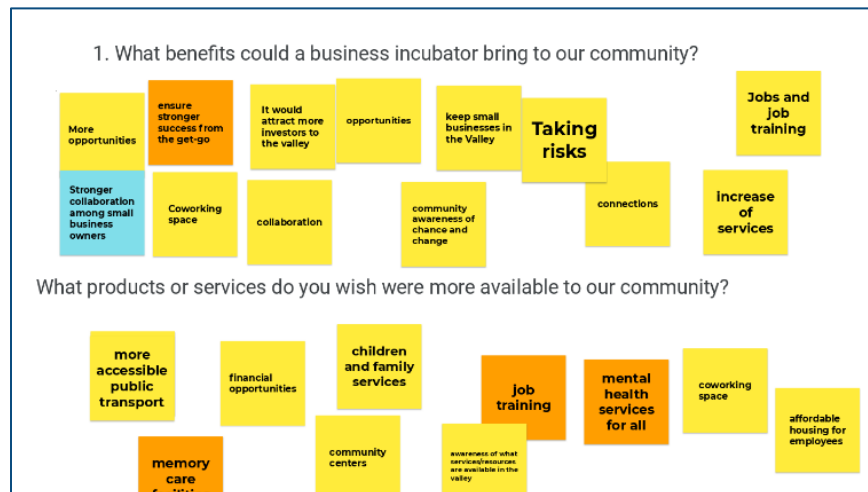 1. What benefits could a business incubator bring to our community?
More
opportunities
ensure
stronger
success from
the get-go
It would
attract more
investors to
the valley
opportunities
keep small
businesses in
the Valley
Taking
risks
Jobs and
job
training
Stronger
collaboration
among small
business
owners
Coworking
space
collaboration
community
awareness of
chance and
change
connections
increase
of
services
What products or services do you wish were more available to our community?
more
accessible
public
transport
financial
opportunities
children
and family
services
job
training
mental
health
services
for all
coworking
space
affordable
housing for
employees
memory
care
community
centers
awareness of what
services/resources
are available in the
valley